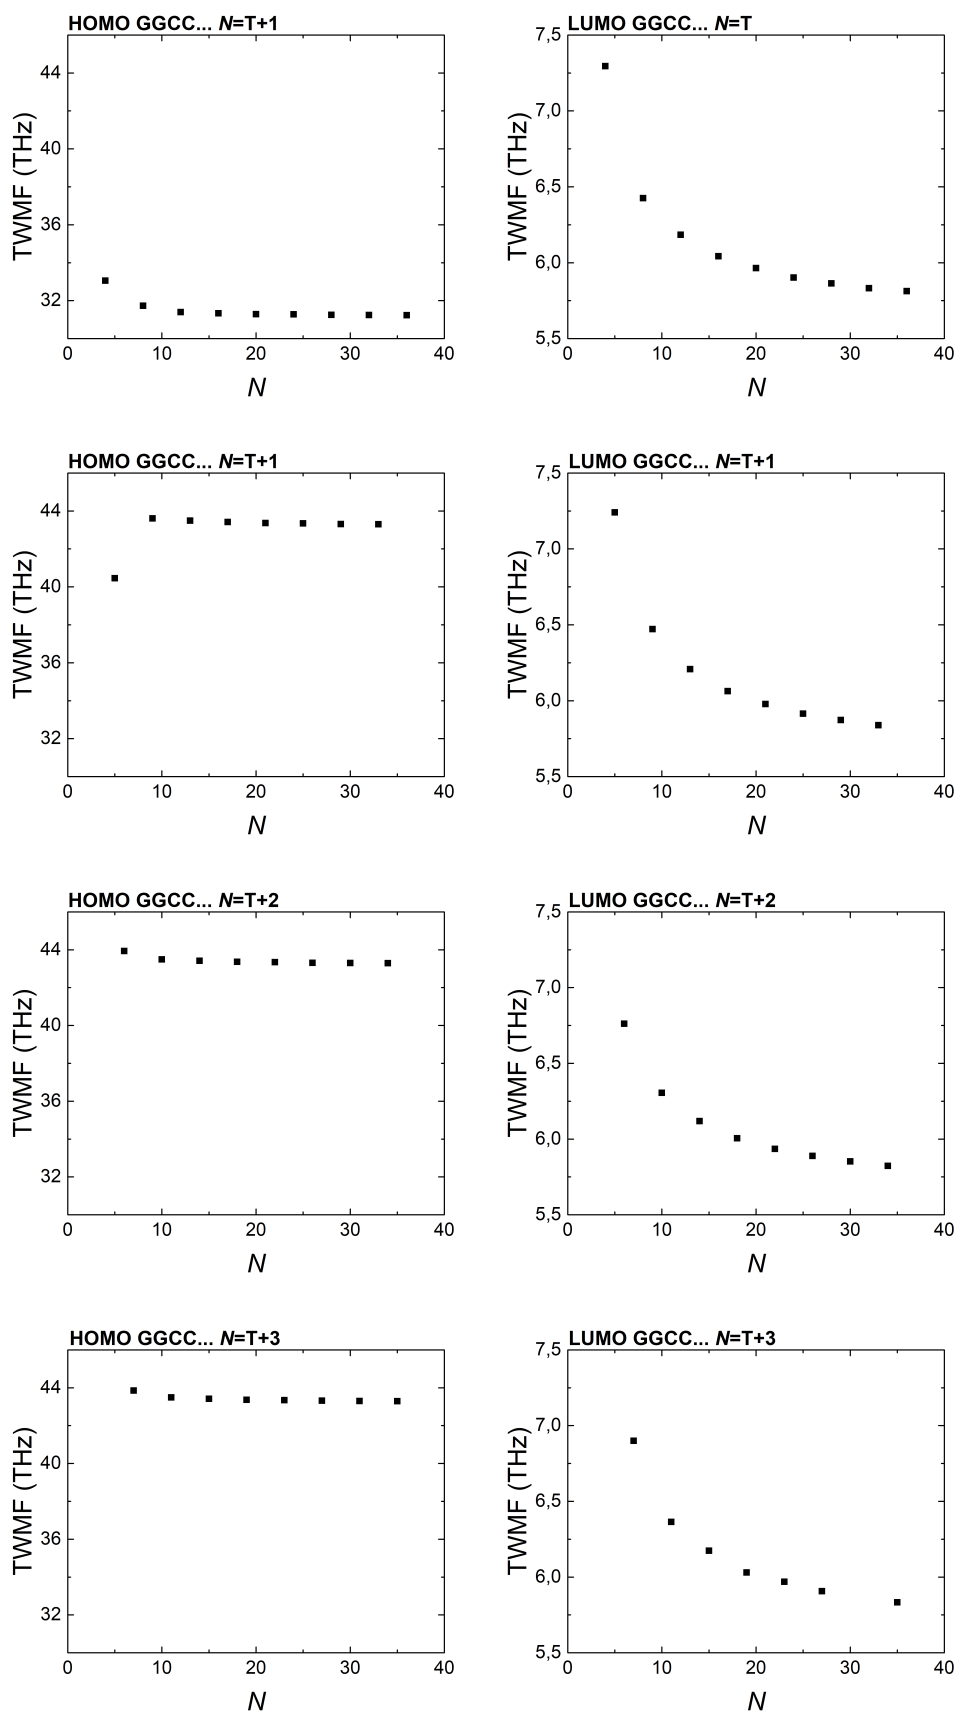 HOMO GGCC... N=T+1
TWMF (THz)
44
40
36
32
0 10 20 30 40
N
LUMO GGCC... N=T
TWMF (THz)
7,5
7,0
6,5
6,0
5,5
0 10 20 30 40
N
HOMO GGCC... N=T+1
TWMF (THz)
44
40
36
32
0 10 20 30 40
N
LUMO GGCC... N=T+1
TWMF (THz)
7,5
7,0
6,5
6,0
5,5
0 10 20 30 40
N
HOMO GGCC... N=T+2
TWMF (THz)
44
40
36
32
0 10 20 30 40
N
LUMO GGCC... N=T+2
TWMF (THz)
7,5
7,0
6,5
6,0
5,5
0 10 20 30 40
N
HOMO GGCC... N=T+3
TWMF (THz)
44
40
36
32
0 10 20 30 40
N
LUMO GGCC... N=T+3
TWMF (THz)
7,5
7,0
6,5
6,0
5,5
0 10 20 30 40
N